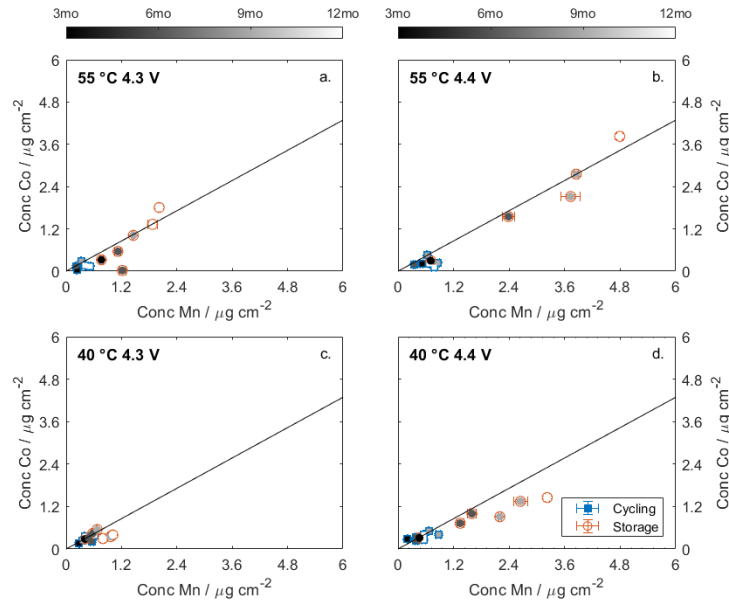 3mo 6mo 9mo 12mo
3mo 6mo 9mo 12mo
55 °C 4.3 V
a.
6
4.8
3.6
2.4
1.2
0
Conc Co / μg cm-2
0 1.2 2.4 3.6 4.8 6
Conc Mn / μg cm-2
55 °C 4.4 V
b.
6
4.8
3.6
2.4
1.2
0
Conc Co / μg cm-2
0 1.2 2.4 3.6 4.8 6
Conc Mn / μg cm-2
40 °C 4.3 V
c.
6
4.8
3.6
2.4
1.2
0
Conc Co / μg cm-2
0 1.2 2.4 3.6 4.8 6
Conc Mn / μg cm-2
40 °C 4.4 V
d.
6
4.8
3.6
2.4
1.2
0
Conc Co / μg cm-2
Cycling
Storage
0 1.2 2.4 3.6 4.8 6
Conc Mn / μg cm-2